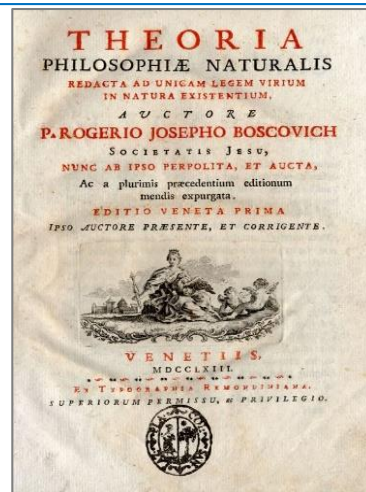 THEORIA
PHILOSOPHIÆ NATURALIS
REDACTA AD UNICAM LEGEM VIRIUM
IN NATURA EXISTENTIUM,
AUCTORE
P. ROGERIO JOSEPHO BOSCOVICH
SOCIETATIS JESU,
NUNC AB IPSO PERPOLITA, ET AUCTA,
Ac a plurimis præcedentium editionum
mendis expurgata.
EDITIO VENETA PRIMA
IPSO AUCTORE PRÆSENTE, ET CORRIGENTE.
VENETIIS,
MDCCLXIII.
EX TYPOGRAPHIA REMONDINIANA.
SUPERIORUM PERMISSU, ac PRIVILEGIO.